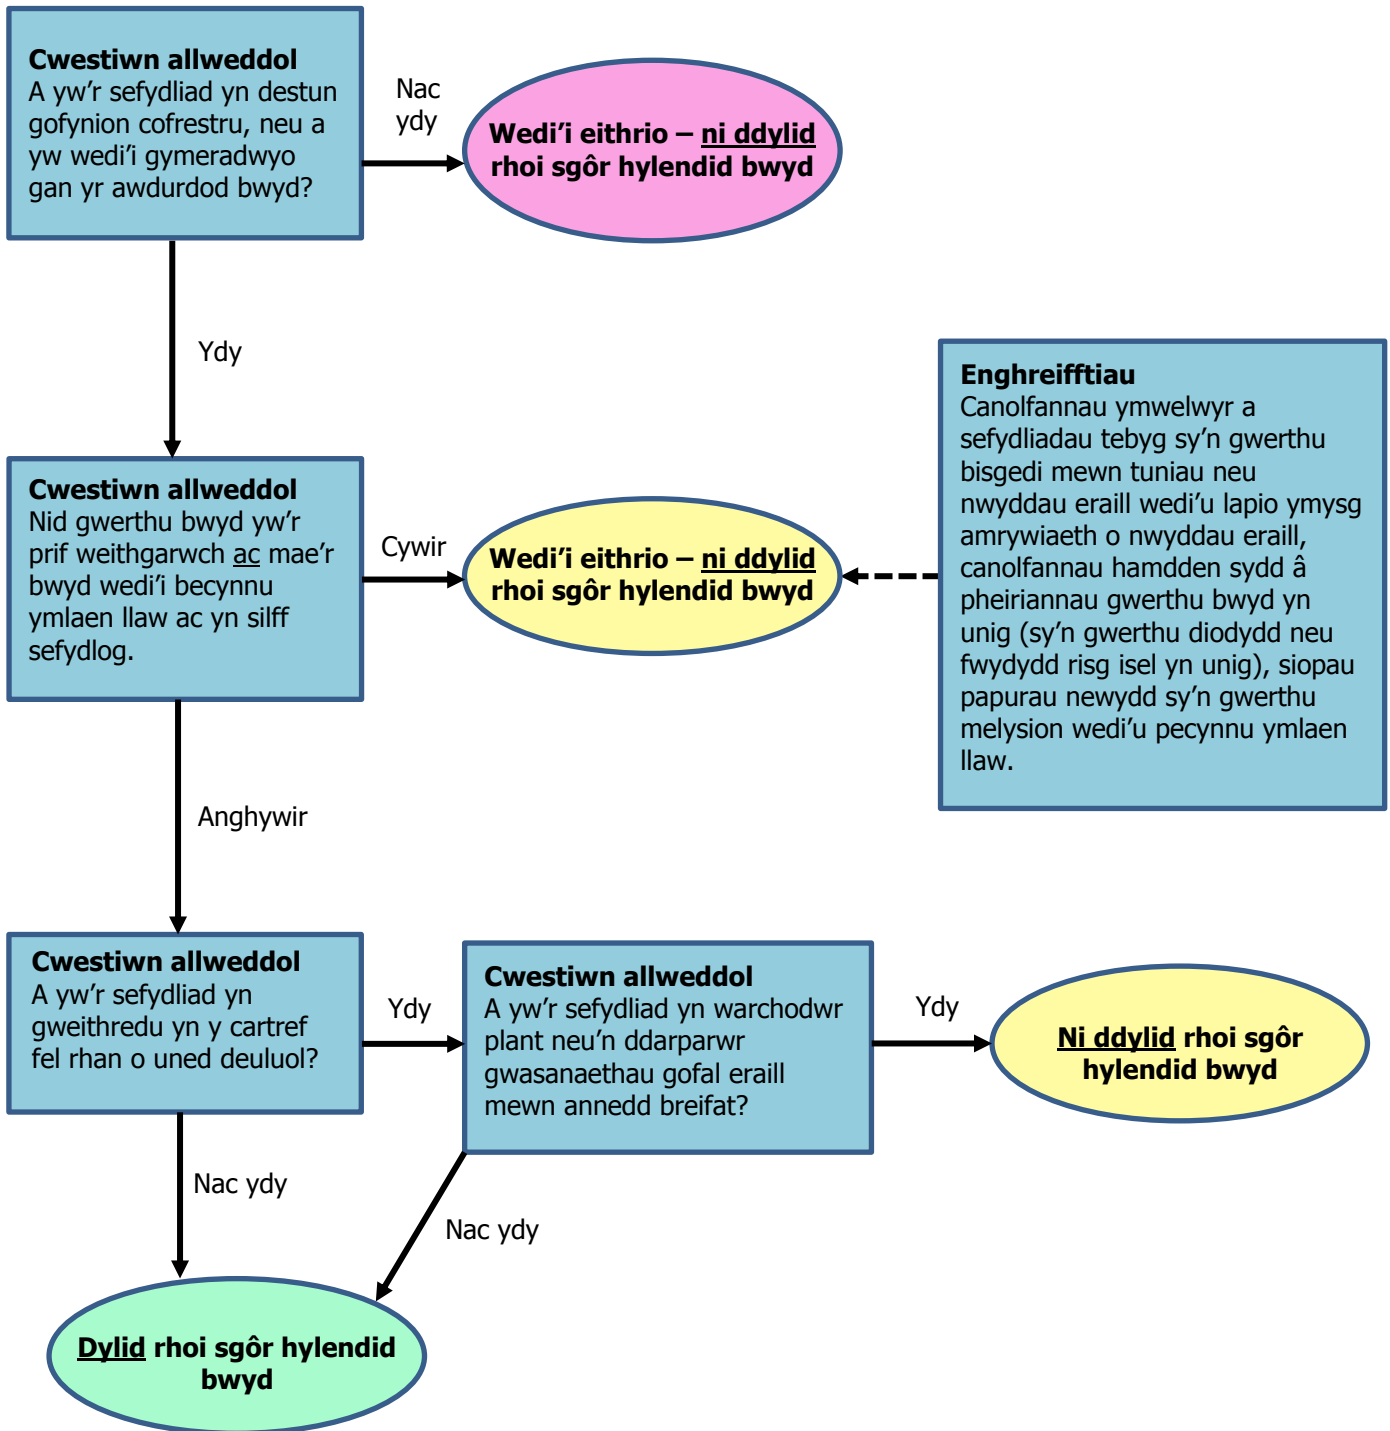 Cwestiwn allweddol
A yw'r sefydliad yn destun
gofynion cofrestru, neu a
yw wedi'i gymeradwyo
gan yr awdurdod bwyd?
Nac
ydy
Wedi'i eithrio – ni ddylid
rhoi sgôr hylendid bwyd
Ydy
Cwestiwn allweddol
Nid gwerthu bwyd yw'r
prif weithgarwch ac mae'r
bwyd wedi'i becynnu
ymlaen llaw ac yn silff
sefydlog.
Cywir
Wedi'i eithrio – ni ddylid
rhoi sgôr hylendid bwyd
Enghreifftiau
Canolfannau ymwelwyr a
sefydliadau tebyg sy'n gwerthu
bisgedi mewn tuniau neu
nwyddau eraill wedi'u lapio ymysg
amrywiaeth o nwyddau eraill,
canolfannau hamdden sydd â
pheiriannau gwerthu bwyd yn
unig (sy'n gwerthu diodydd neu
fwydydd risg isel yn unig), siopau
papurau newydd sy'n gwerthu
melysion wedi'u pecynnu ymlaen
llaw.
Anghywir
Cwestiwn allweddol
A yw'r sefydliad yn
gweithredu yn y cartref
fel rhan o uned deuluol?
Ydy
Cwestiwn allweddol
A yw'r sefydliad yn warchodwr
plant neu'n ddarparwr
gwasanaethau gofal eraill
mewn annedd breifat?
Ydy
Ni ddylid rhoi sgôr
hylendid bwyd
Nac ydy
Nac ydy
Dylid rhoi sgôr hylendid
bwyd